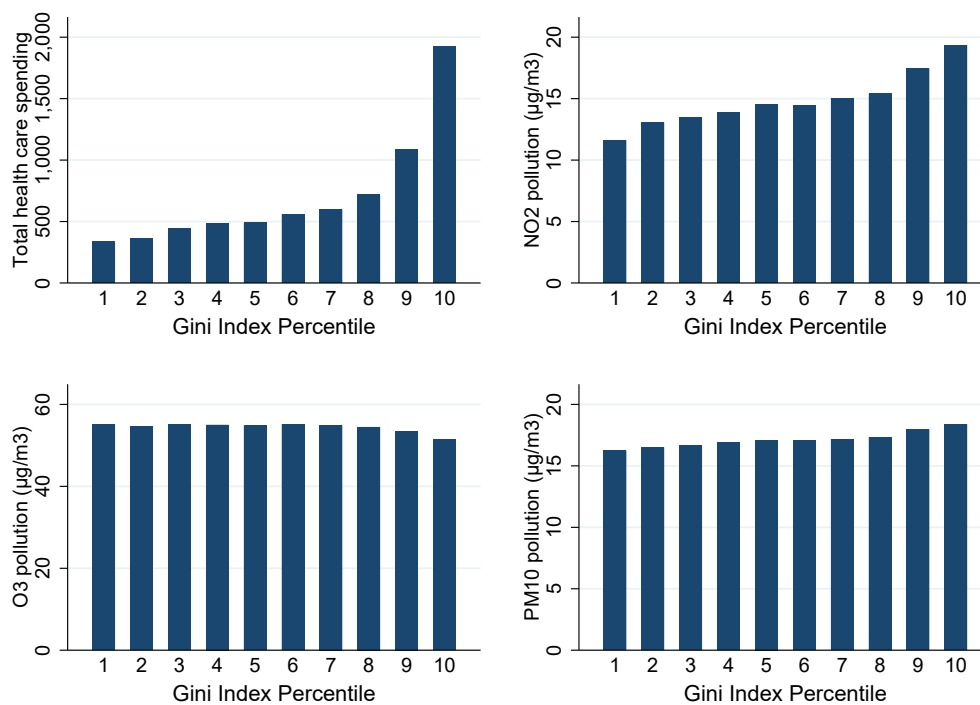 Total health care spending
2,000
1,500
1,000
500
0
1 2 3 4 5 6 7 8 9 10
Gini Index Percentile
NO2 pollution (μg/m3)
20
15
10
5
0
1 2 3 4 5 6 7 8 9 10
Gini Index Percentile
O3 pollution (μg/m3)
60
40
20
0
1 2 3 4 5 6 7 8 9 10
Gini Index Percentile
PM10 pollution (μg/m3)
20
15
10
5
0
1 2 3 4 5 6 7 8 9 10
Gini Index Percentile